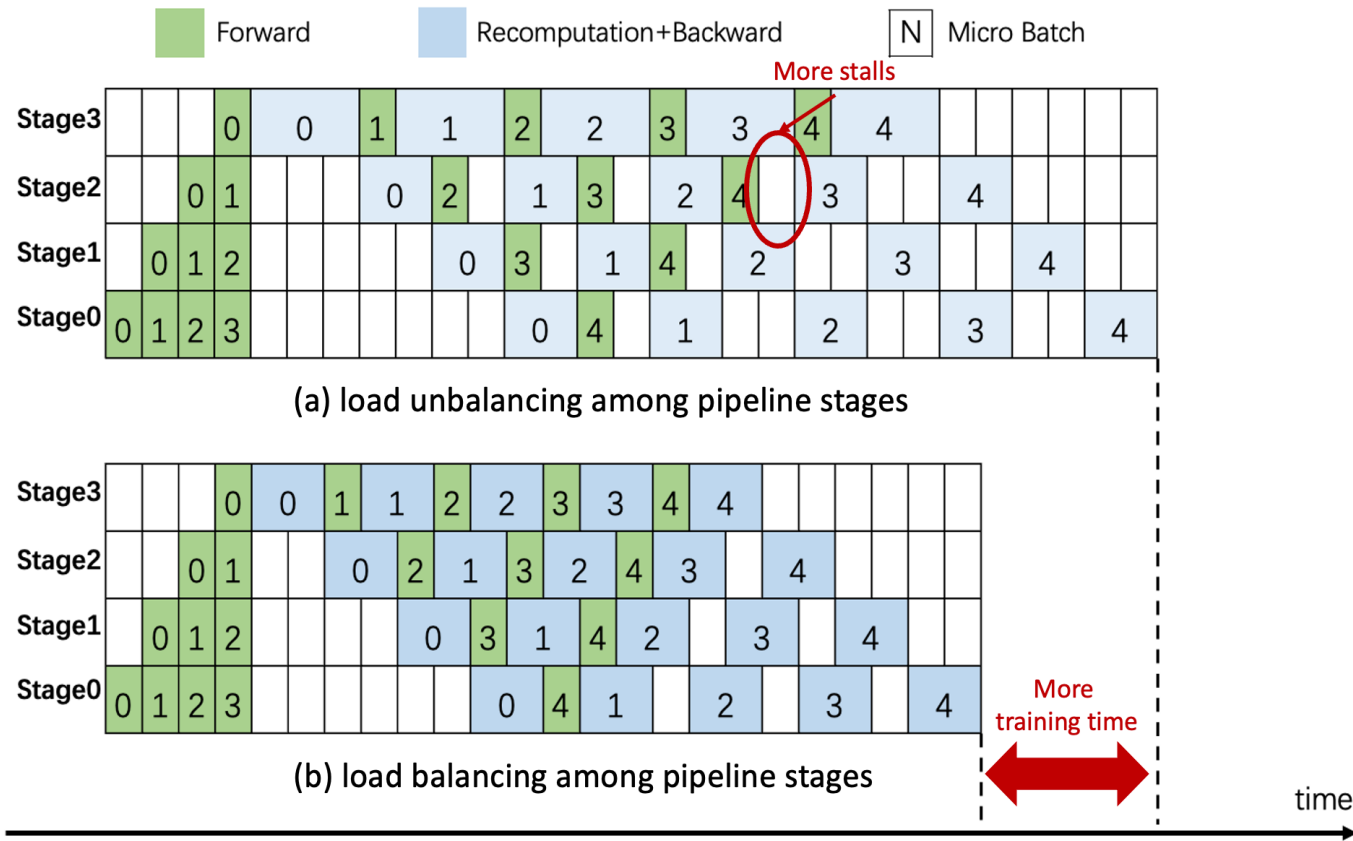 Forward Recomputation+Backward N Micro Batch
More stalls
Stage3 0 0 1 1 2 2 3 3 4 4
Stage2 0 1 0 2 1 3 2 4 3 4
Stage1 0 1 2 0 3 1 4 2 3 4
Stage0 0 1 2 3 0 4 1 2 3 4
(a) load unbalancing among pipeline stages
Stage3 0 0 1 1 2 2 3 3 4 4
Stage2 0 1 0 2 1 3 2 4 3 4
Stage1 0 1 2 0 3 1 4 2 3 4
Stage0 0 1 2 3 0 4 1 2 3 4
More
training time
(b) load balancing among pipeline stages
time